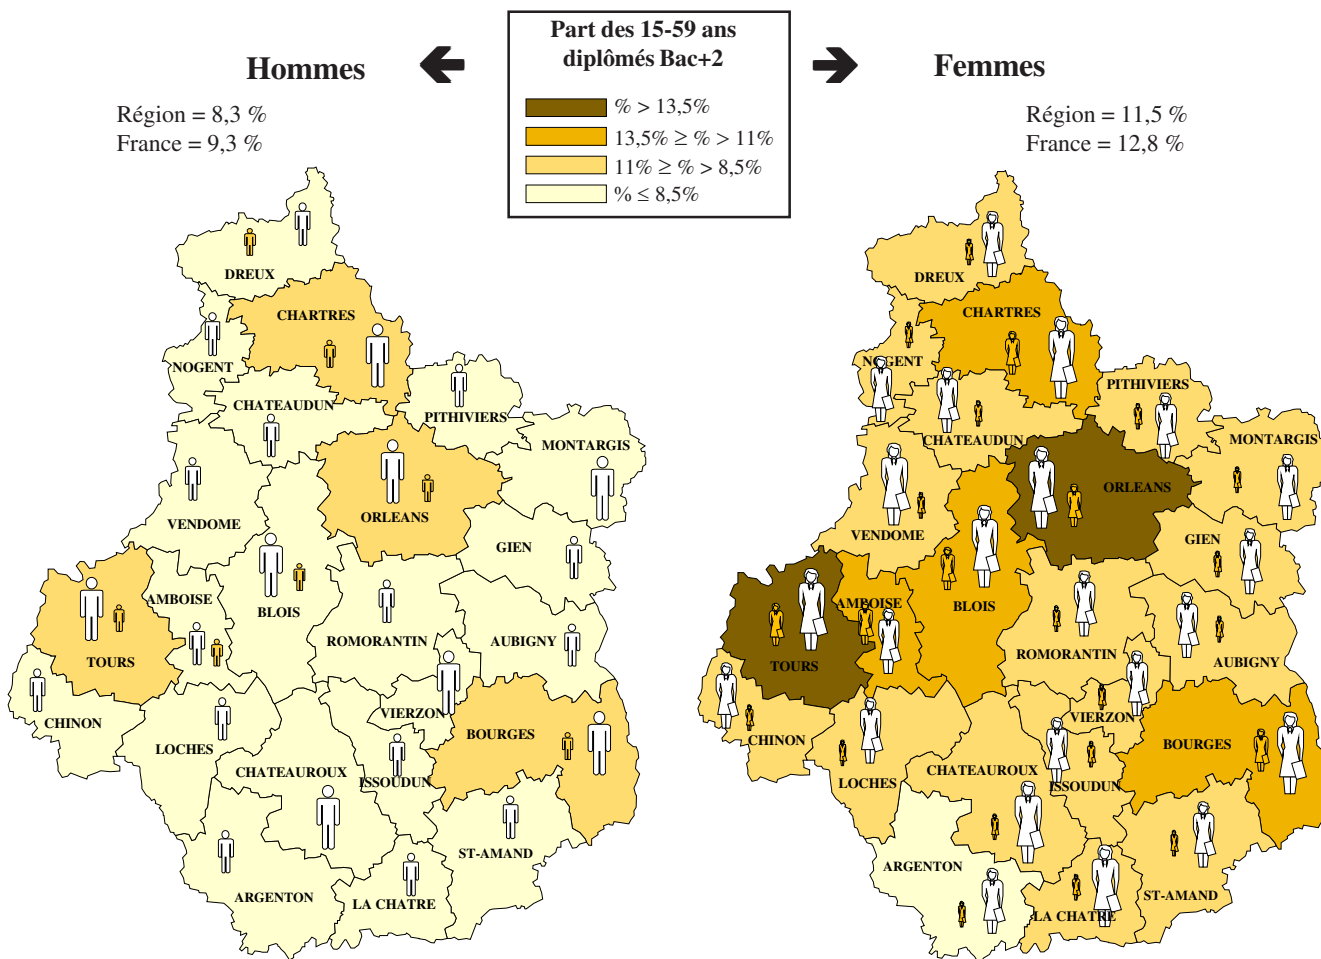 Part des 15-59 ans
diplômés Bac+2
Hommes
Femmes
% > 13,5%
13,5% ≥ % > 11%
11% ≥ % > 8,5%
% ≤ 8,5%
Région = 8,3 %
France = 9,3 %
Région = 11,5 %
France = 12,8 %
DREUX
CHARTRES
NOGENT
CHATEAUDUN
PITHIVIERS
MONTARGIS
ORLEANS
VENDOME
GIEN
AMBOISE
BLOIS
ROMORANTIN
AUBIGNY
TOURS
CHINON
VIERZON
LOCHES
BOURGES
CHATEAUROUX
ISSOUDUN
ST-AMAND
ARGENTON
LA CHATRE
DREUX
CHARTRES
NOGENT
PITHIVIERS
CHATEAUDUN
MONTARGIS
ORLEANS
VENDOME
GIEN
AMBOISE
BLOIS
ROMORANTIN
AUBIGNY
TOURS
VIERZON
CHINON
BOURGES
LOCHES
CHATEAUROUX
ISSOUDUN
ARGENTON
ST-AMAND
LA CHATRE